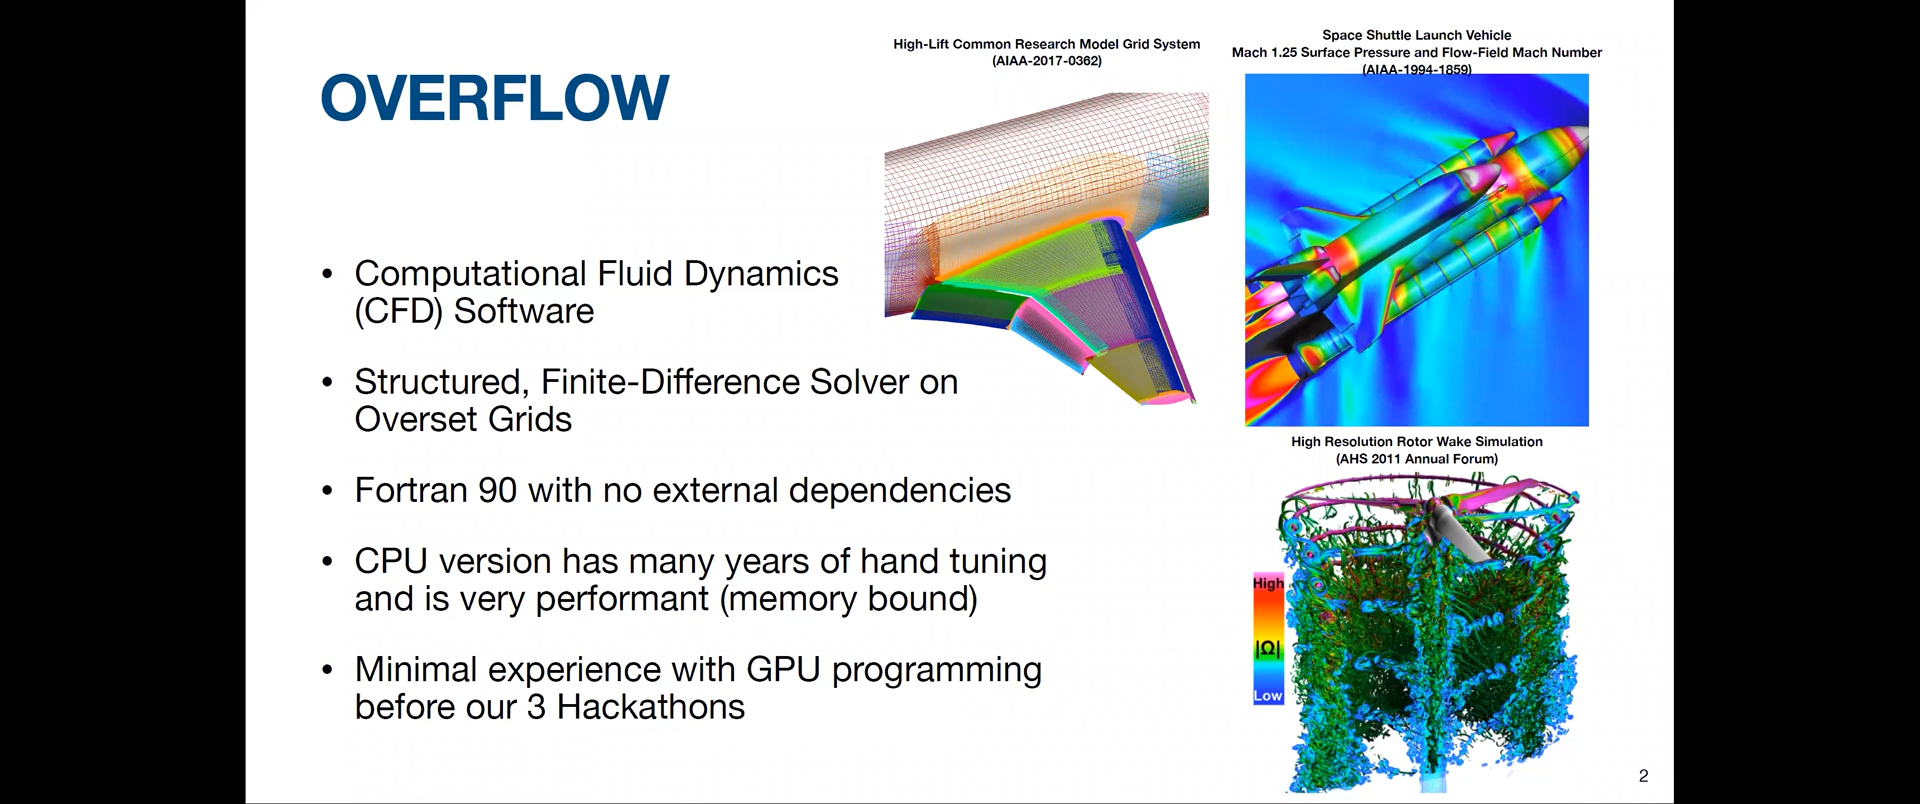 OVERFLOW
• Computational Fluid Dynamics
(CFD) Software
• Structured, Finite-Difference Solver on
Overset Grids
• Fortran 90 with no external dependencies
• CPU version has many years of hand tuning
and is very performant (memory bound)
• Minimal experience with GPU programming
before our 3 Hackathons
High-Lift Common Research Model Grid System
(AIAA-2017-0362)
Space Shuttle Launch Vehicle
Mach 1.25 Surface Pressure and Flow-Field Mach Number
(AIAA-1994-1859)
High Resolution Rotor Wake Simulation
(AHS 2011 Annual Forum)
High
|Ω|
Low
2